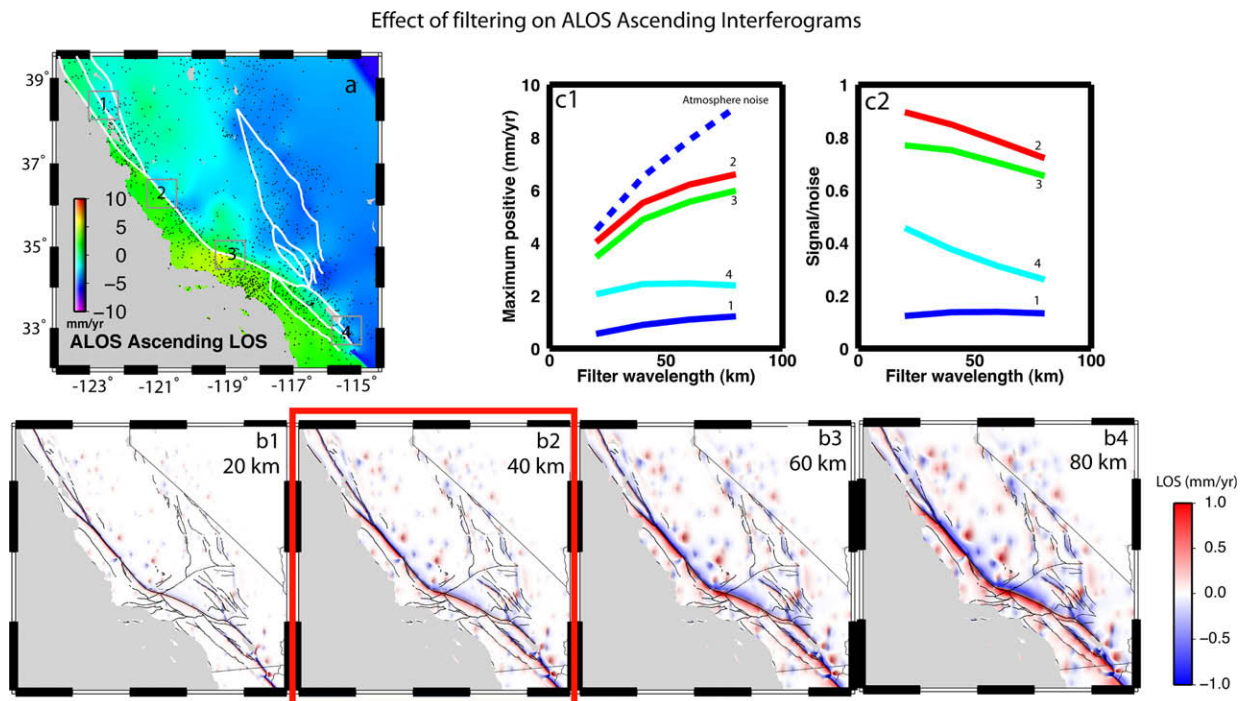 Effect of filtering on ALOS Ascending Interferograms
39°
37°
35°
33°
a
1
2
3
4
10
5
0
−5
−10
mm/yr
ALOS Ascending LOS
-123°
-121°
-119°
-117°
-115°
c1
Maximum positive (mm/yr)
10
8
6
4
2
0
Atmosphere noise
2
3
4
1
0
50
100
Filter wavelength (km)
c2
Signal/noise
1
0.8
0.6
0.4
0.2
0
2
3
4
1
0
50
100
Filter wavelength (km)
b1
20 km
b2
40 km
b3
60 km
b4
80 km
LOS (mm/yr)
1.0
0.5
0.0
−0.5
−1.0